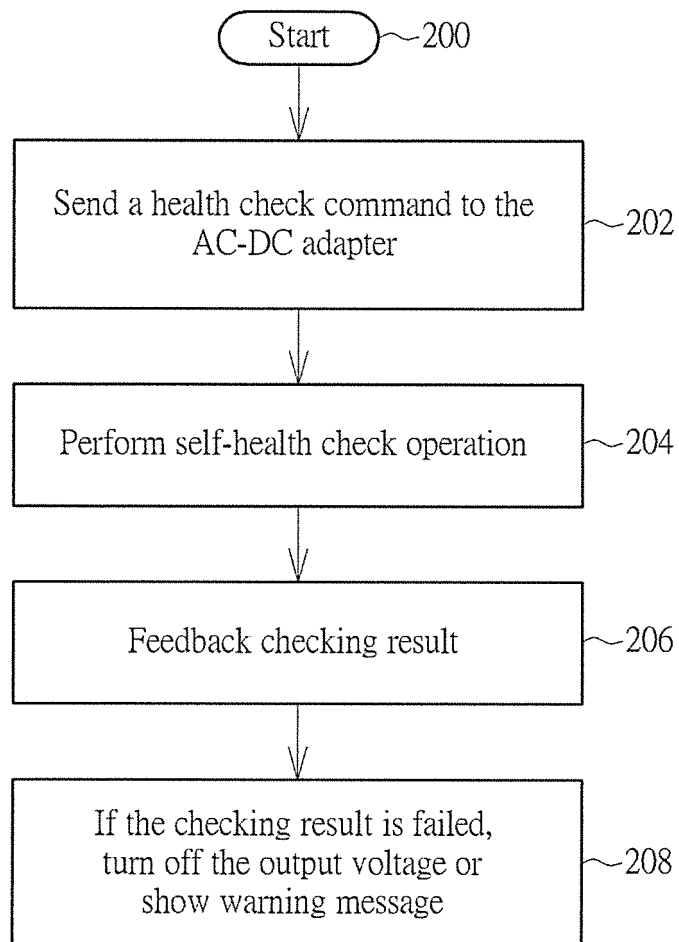 Start
200
Send a health check command to the
AC-DC adapter
202
Perform self-health check operation
204
Feedback checking result
206
If the checking result is failed,
turn off the output voltage or
show warning message
208